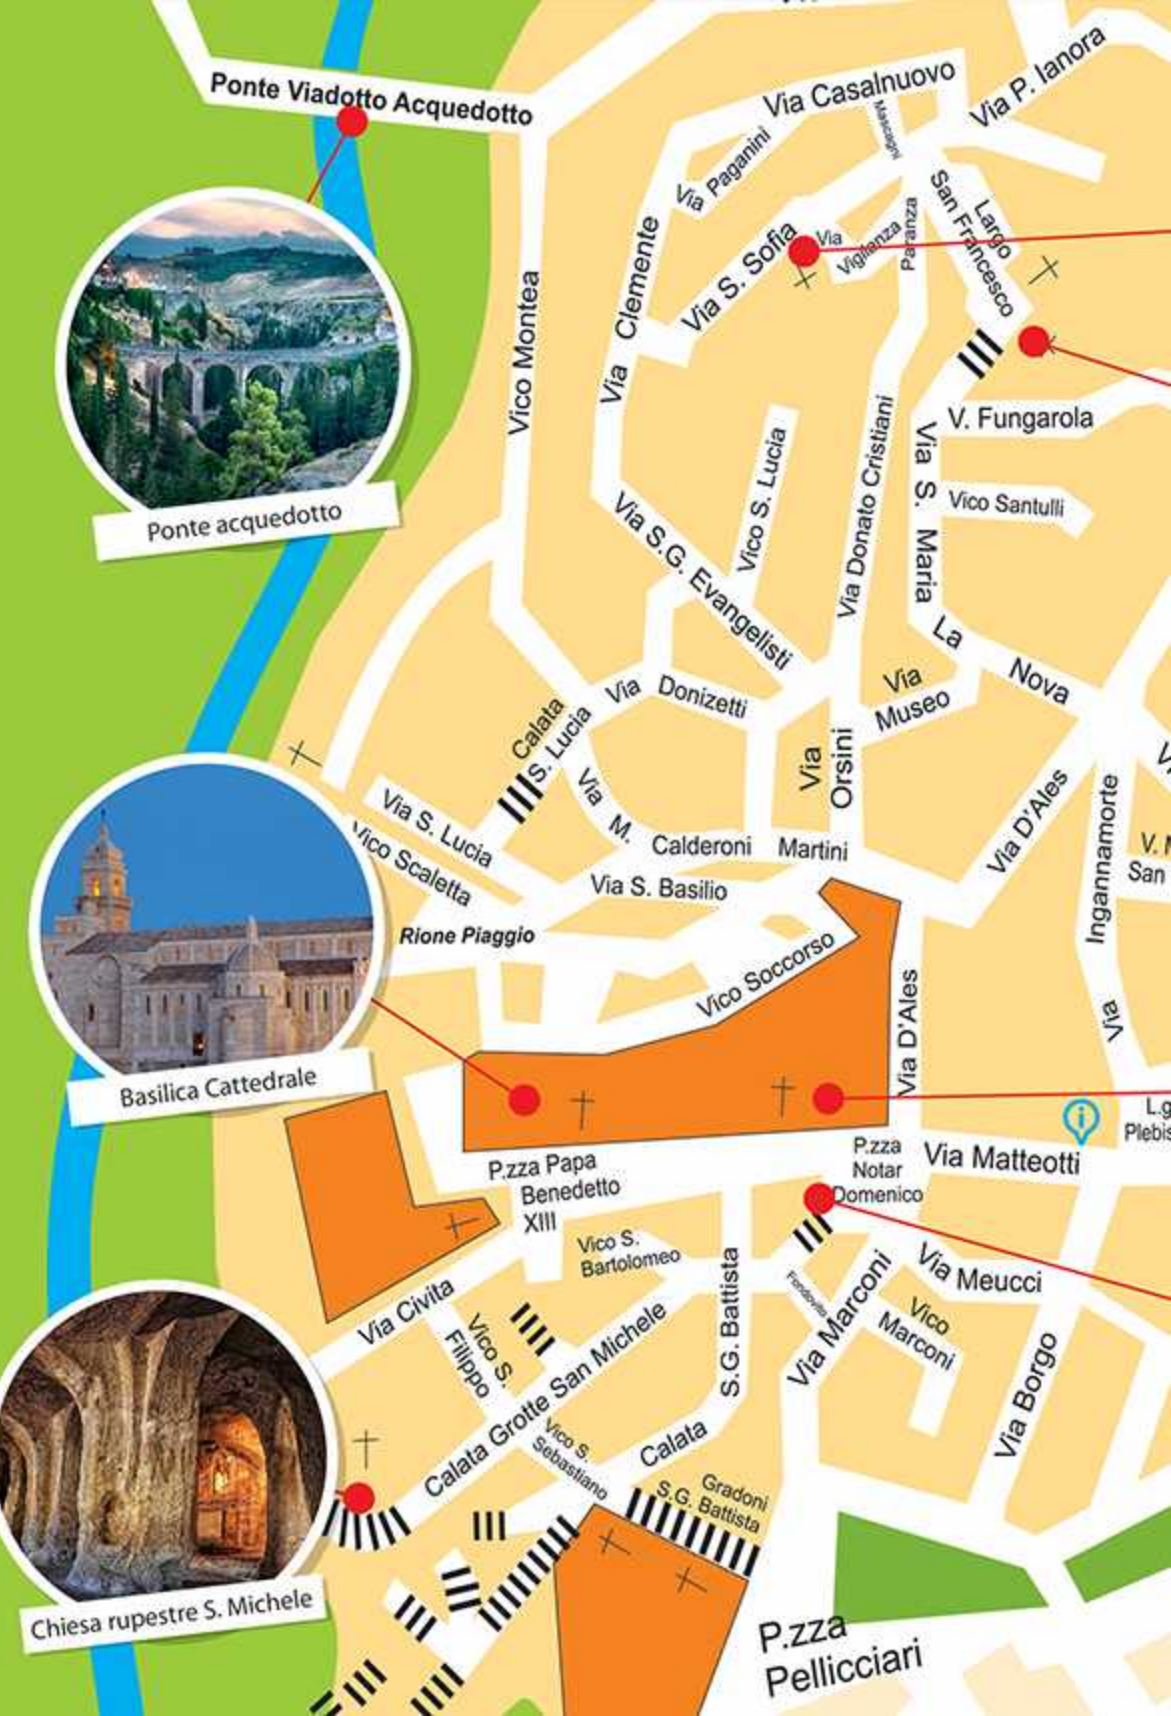 Ponte Viadotto Acquedotto
Via Casalnuovo
Via P. Ianora
Mascagni
Via Paganini
Largo
San Francesco
Paranza
Via S. Sofia
Via
Vigilanza
Via Clemente
Vico Montea
V. Fungarola
Via S. Maria La Nova
Vico Santulli
Via Donato Cristiani
Vico S. Lucia
Via S.G. Evangelisti
Ponte acquedotto
Via Donizetti
Via
Museo
Calata
S. Lucia
Via
Orsini
Via D'Ales
Ingannamorte
Via
Via M. Calderoni
Martini
Via S. Lucia
Vico Scaletta
Via S. Basilio
V.
San
Rione Piaggio
Vico Soccorso
Via D'Ales
Basilica Cattedrale
L.g
Plebis
P.zza Papa
Benedetto
XIII
P.zza
Notar
Domenico
Via Matteotti
Vico S.
Bartolomeo
Via Meucci
Via Civita
Vico S.
Filippo
S.G. Battista
Calata
Fondovito
Via Marconi
Vico
Marconi
Via Borgo
Calata Grotte San Michele
Vico S.
Sebastiano
Gradoni
S.G. Battista
Chiesa rupestre S. Michele
P.zza
Pellicciari